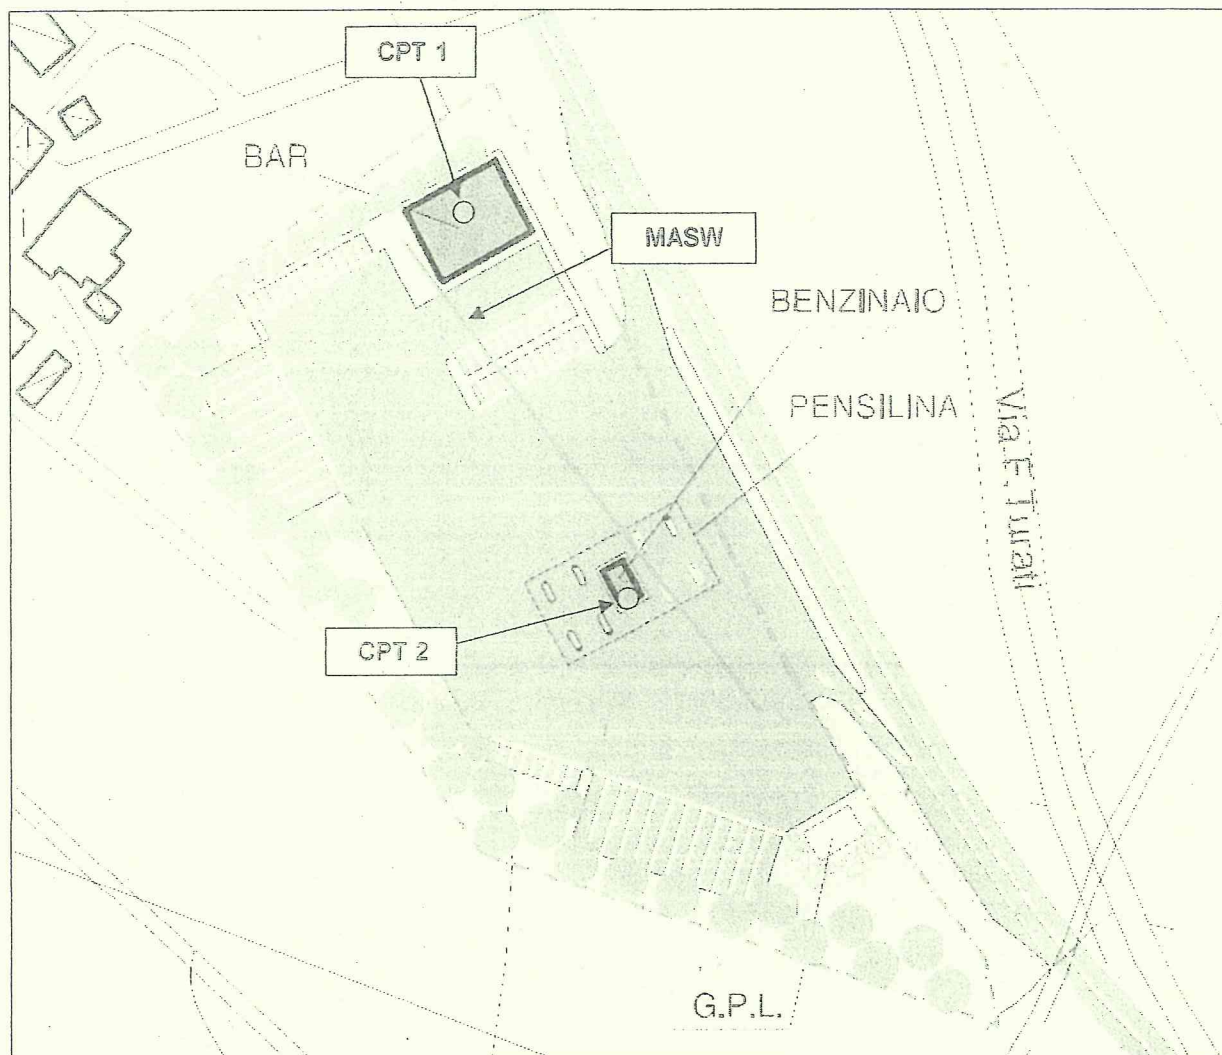 CPT 1
BAR
MASW
BENZINAIO
PENSILINA
Via F. Turati
CPT 2
G.P.L.